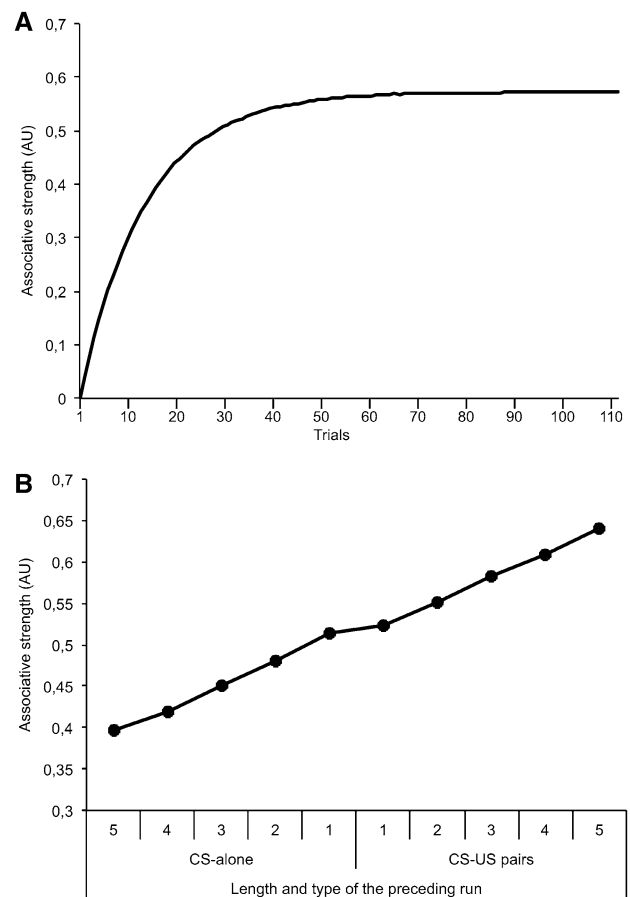 A
0,7
0,6
0,5
0,4
0,3
0,2
0,1
0
Associative strength (AU)
1 10 20 30 40 50 60 70 80 90 100 110
Trials
B
0,7
0,65
0,6
0,55
0,5
0,45
0,4
0,35
0,3
Associative strength (AU)
5 4 3 2 1 1 2 3 4 5
CS-alone CS-US pairs
Length and type of the preceding run